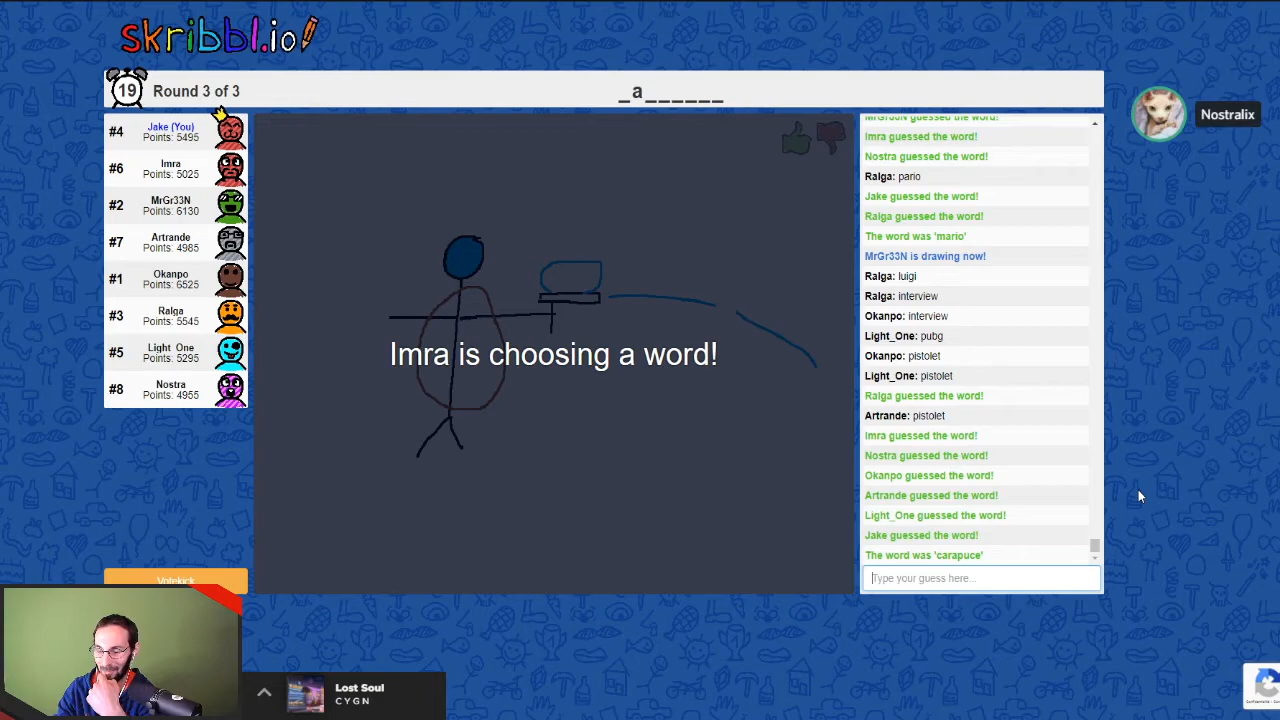 skribbl.io
19
Round 3 of 3
_a______
#4
Jake (You)
Points: 5495
#6
Imra
Points: 5025
#2
MrGr33N
Points: 6130
#7
Artrande
Points: 4985
#1
Okanpo
Points: 6525
#3
Ralga
Points: 5545
#5
Light_One
Points: 5295
#8
Nostra
Points: 4955
Votekick
Imra is choosing a word!
MrGr33N guessed the word!
Imra guessed the word!
Nostra guessed the word!
Ralga: pario
Jake guessed the word!
Ralga guessed the word!
The word was 'mario'
MrGr33N is drawing now!
Ralga: luigi
Ralga: interview
Okanpo: interview
Light_One: pubg
Okanpo: pistolet
Light_One: pistolet
Ralga guessed the word!
Artrande: pistolet
Imra guessed the word!
Nostra guessed the word!
Okanpo guessed the word!
Artrande guessed the word!
Light_One guessed the word!
Jake guessed the word!
The word was 'carapuce'
Type your guess here...
Nostralix
Lost Soul
CYGN